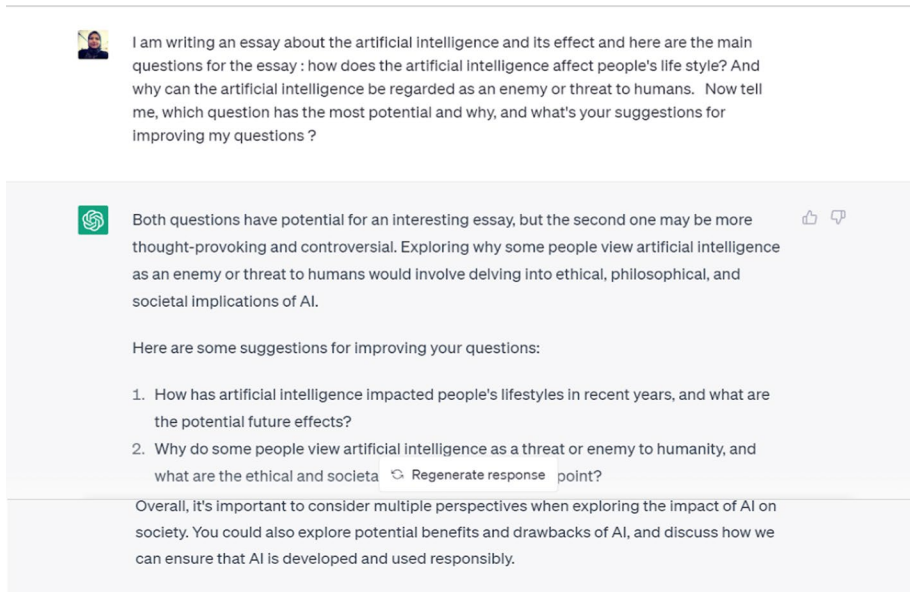 I am writing an essay about the artificial intelligence and its effect and here are the main
questions for the essay : how does the artificial intelligence affect people's life style? And
why can the artificial intelligence be regarded as an enemy or threat to humans.   Now tell
me, which question has the most potential and why, and what's your suggestions for
improving my questions ?
Both questions have potential for an interesting essay, but the second one may be more
thought-provoking and controversial. Exploring why some people view artificial intelligence
as an enemy or threat to humans would involve delving into ethical, philosophical, and
societal implications of AI.
Here are some suggestions for improving your questions:
1. How has artificial intelligence impacted people's lifestyles in recent years, and what are
the potential future effects?
2. Why do some people view artificial intelligence as a threat or enemy to humanity, and
what are the ethical and societa Regenerate response point?
Overall, it's important to consider multiple perspectives when exploring the impact of AI on
society. You could also explore potential benefits and drawbacks of AI, and discuss how we
can ensure that AI is developed and used responsibly.